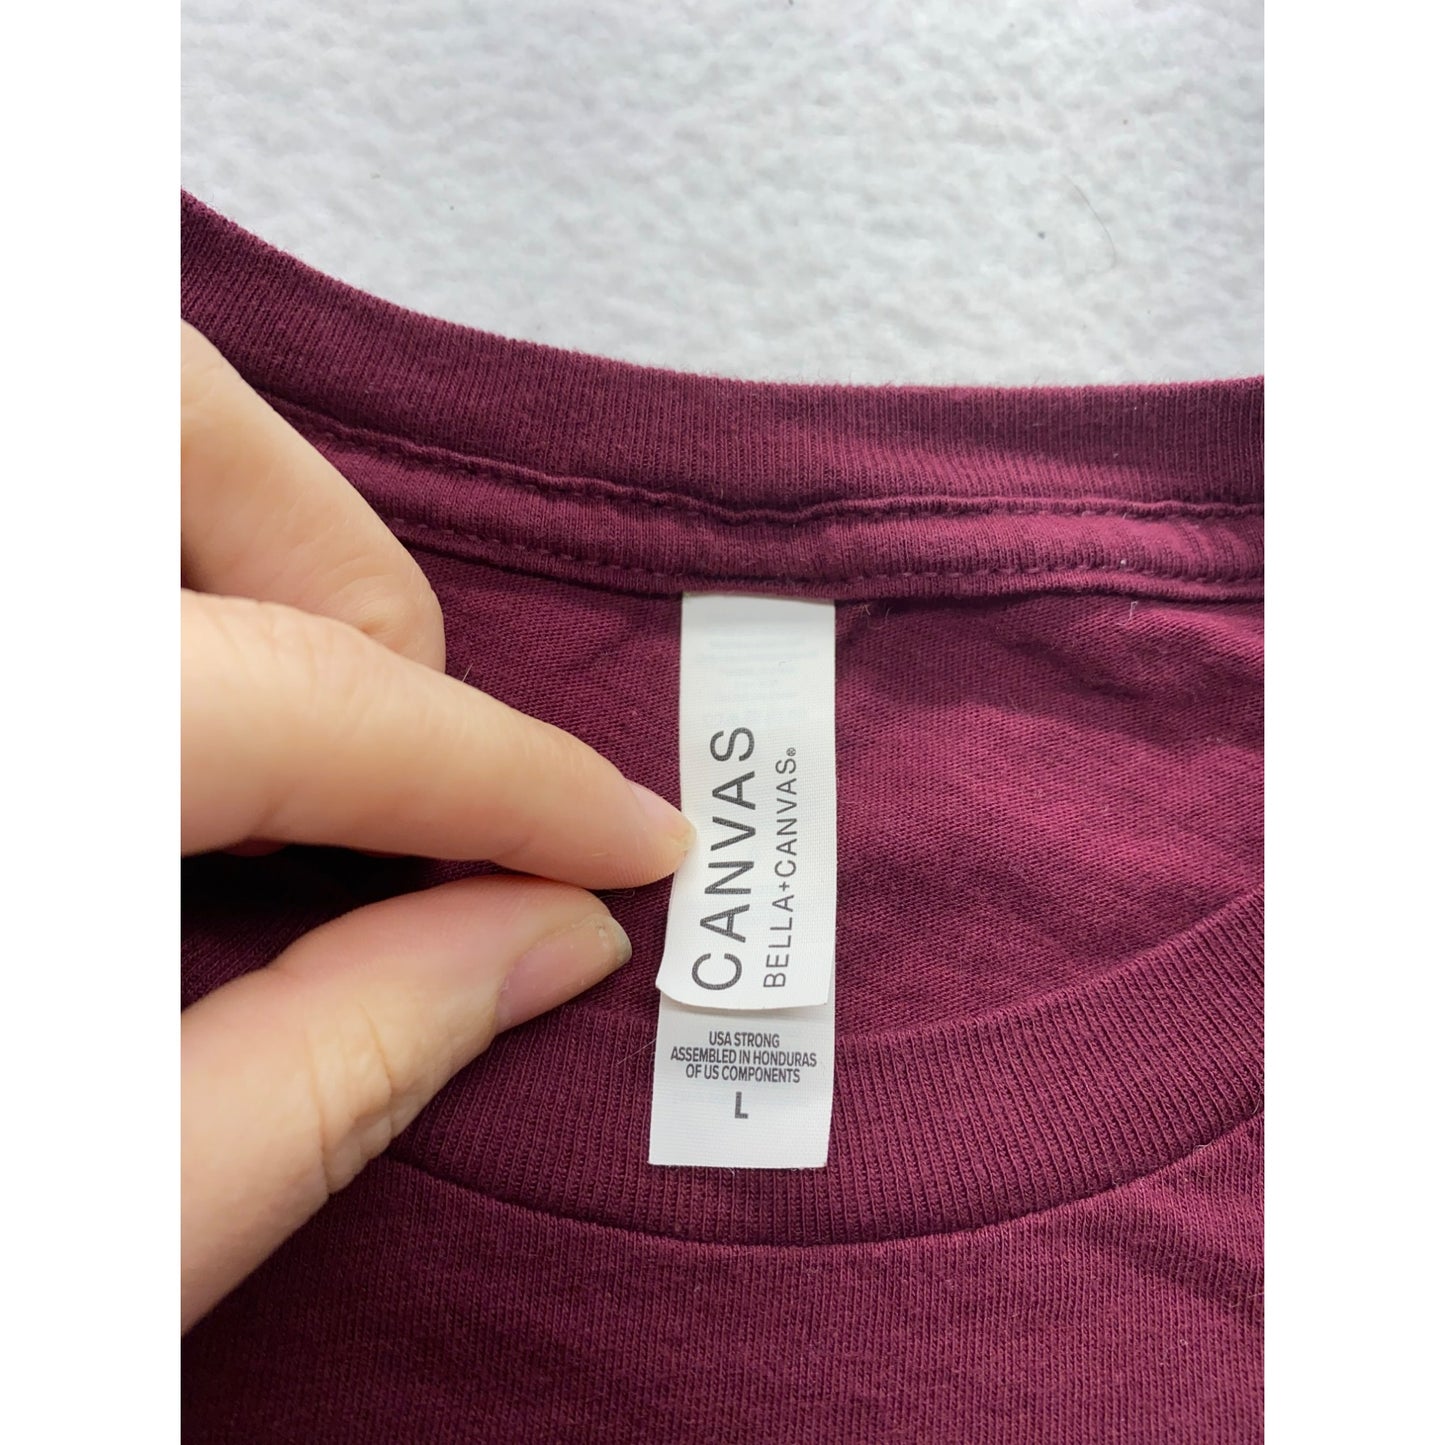 CANVAS
BELLA+CANVAS®
USA STRONG
ASSEMBLED IN HONDURAS
OF US COMPONENTS
L